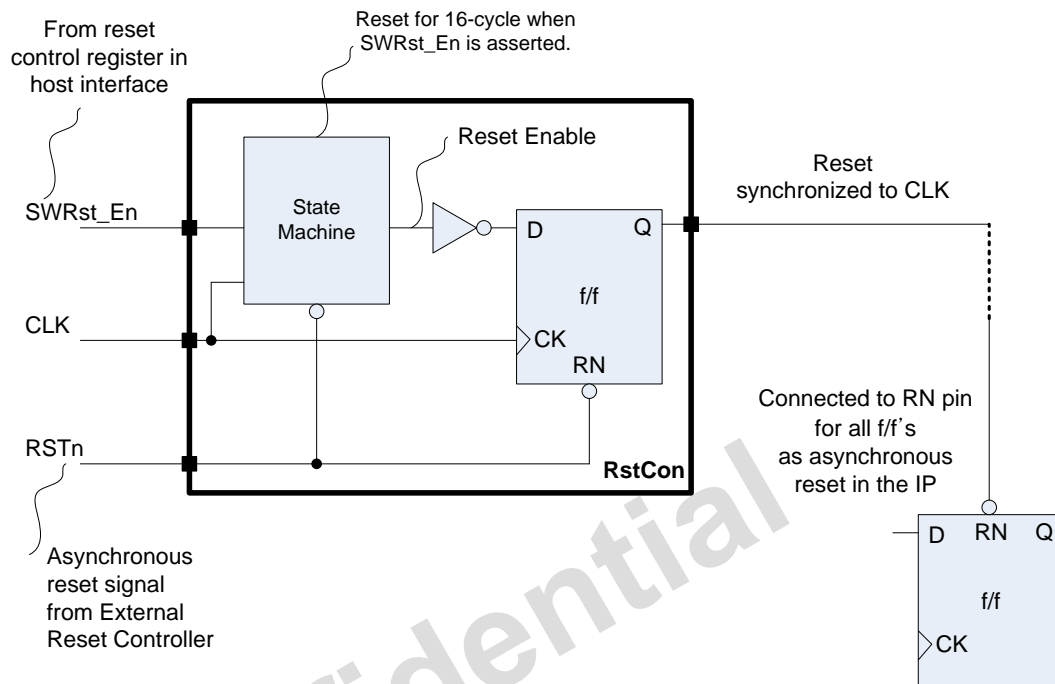 From reset
control register in
host interface
Reset for 16-cycle when
SWRst_En is asserted.
Reset Enable
Reset
synchronized to CLK
SWRst_En
State
Machine
D
Q
f/f
CLK
CK
RN
RSTn
RstCon
Connected to RN pin
for all f/f's
as asynchronous
reset in the IP
Asynchronous
reset signal
from External
Reset Controller
D
RN
Q
f/f
CK